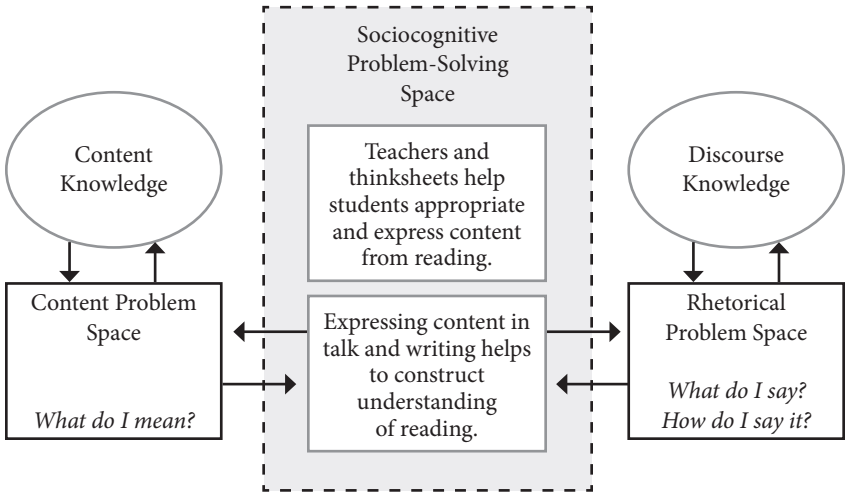 Sociocognitive
Problem-Solving
Space
Content
Knowledge
Teachers and
thinksheets help
students appropriate
and express content
from reading.
Discourse
Knowledge
Content Problem
Space
What do I mean?
Expressing content in
talk and writing helps
to construct
understanding
of reading.
Rhetorical
Problem Space
What do I say?
How do I say it?